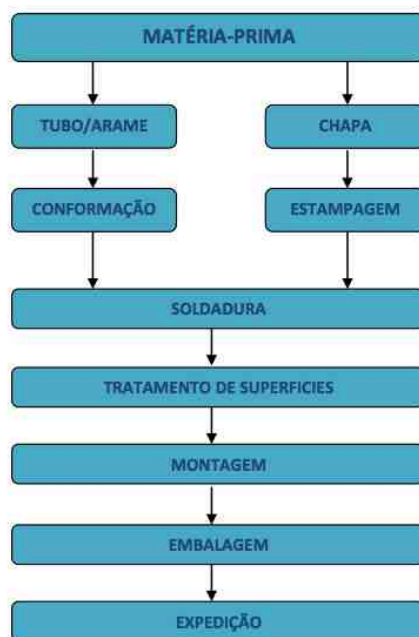 MATÉRIA-PRIMA
TUBO/ARAME
CHAPA
CONFORMAÇÃO
ESTAMPAGEM
SOLDADURA
TRATAMENTO DE SUPERFICIES
MONTAGEM
EMBALAGEM
EXPEDIÇÃO